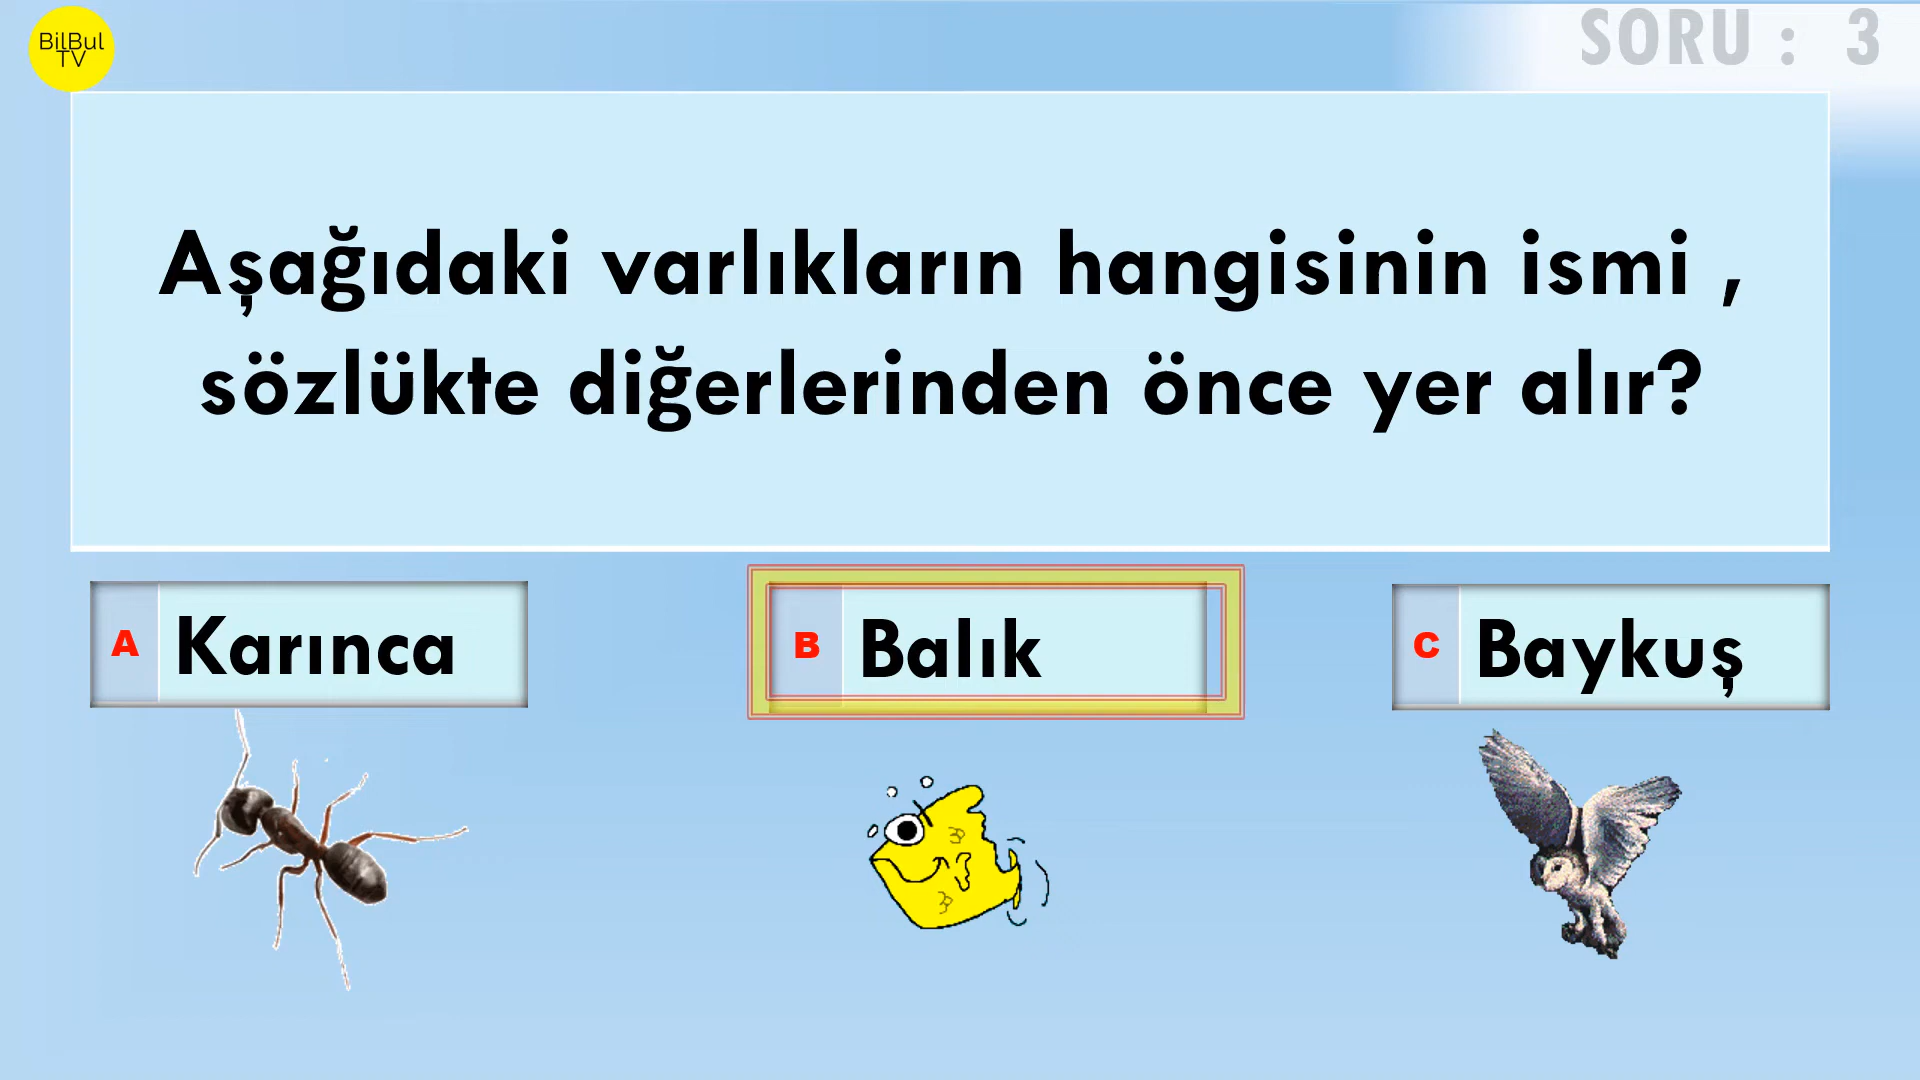 BilBul
TV
SORU : 3
Aşağıdaki varlıkların hangisinin ismi ,
sözlükte diğerlerinden önce yer alır?
A Karınca
B Balık
C Baykuş